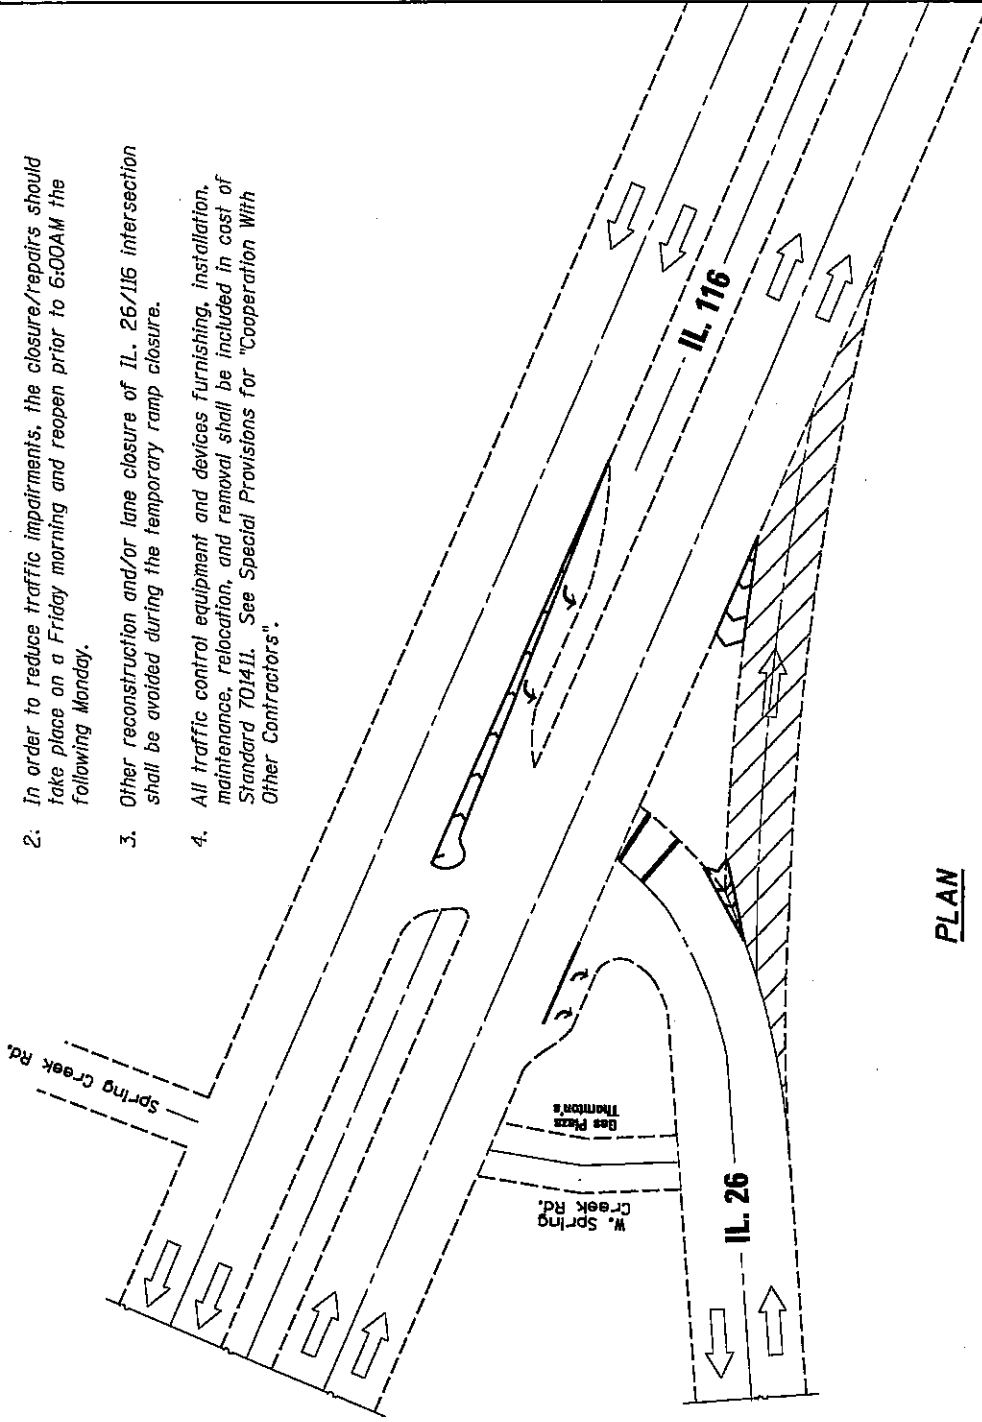 2. In order to reduce traffic impairments, the closure/repairs should
take place on a Friday morning and reopen prior to 6:00AM the
following Monday.
3. Other reconstruction and/or lane closure of IL. 26/116 intersection
shall be avoided during the temporary ramp closure.
4. All traffic control equipment and devices furnishing, installation,
maintenance, relocation, and removal shall be included in cost of
Standard 701411. See Special Provisions for "Cooperation With
Other Contractors".
IL. 116
Spring Creek Rd.
Thornton's
Gas Plaza
W. Spring
Creek Rd.
IL. 26
PLAN